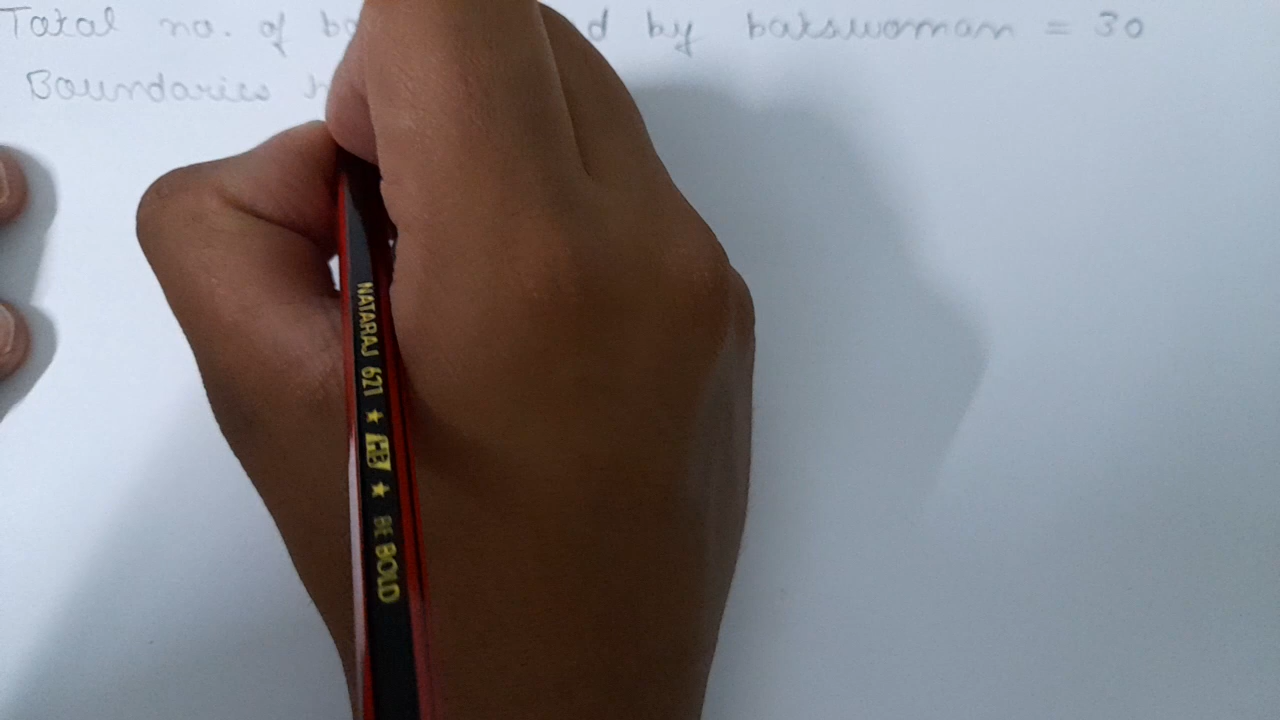 Total no. of by batswoman = 30
Boundaries
NATARAJ 621 ★ HB ★ BE BOLD